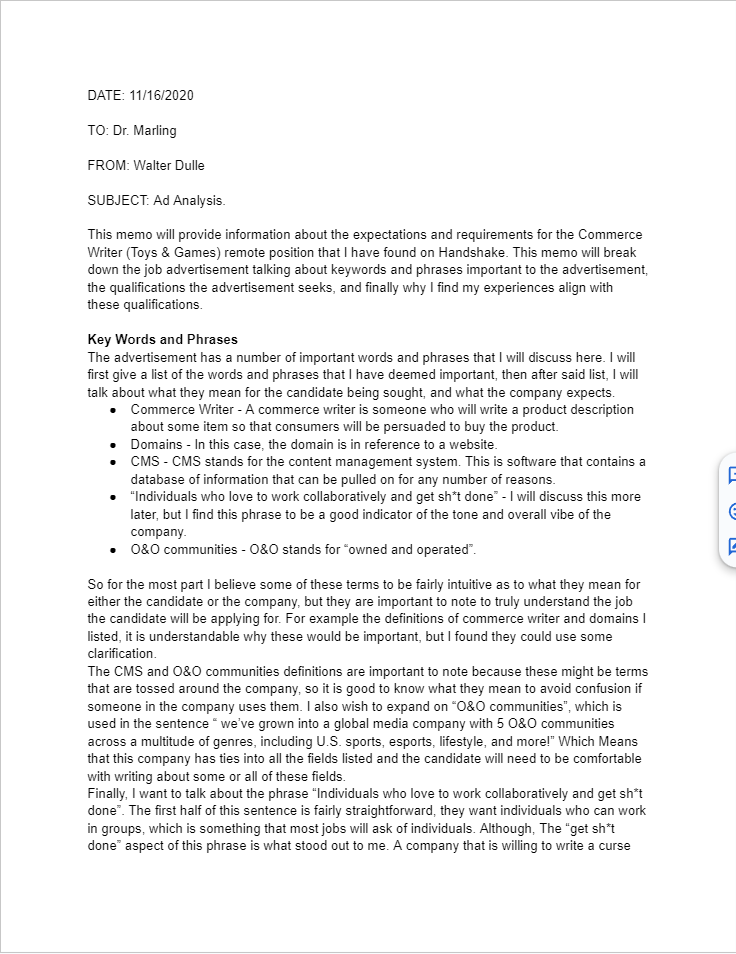 DATE: 11/16/2020
TO: Dr. Marling
FROM: Walter Dulle
SUBJECT: Ad Analysis.
This memo will provide information about the expectations and requirements for the Commerce
Writer (Toys & Games) remote position that I have found on Handshake. This memo will break
down the job advertisement talking about keywords and phrases important to the advertisement,
the qualifications the advertisement seeks, and finally why I find my experiences align with
these qualifications.
Key Words and Phrases
The advertisement has a number of important words and phrases that I will discuss here. I will
first give a list of the words and phrases that I have deemed important, then after said list, I will
talk about what they mean for the candidate being sought, and what the company expects.
● Commerce Writer - A commerce writer is someone who will write a product description
about some item so that consumers will be persuaded to buy the product.
● Domains - In this case, the domain is in reference to a website.
● CMS - CMS stands for the content management system. This is software that contains a
database of information that can be pulled on for any number of reasons.
● “Individuals who love to work collaboratively and get sh*t done” - I will discuss this more
later, but I find this phrase to be a good indicator of the tone and overall vibe of the
company.
● O&O communities - O&O stands for “owned and operated”.
So for the most part I believe some of these terms to be fairly intuitive as to what they mean for
either the candidate or the company, but they are important to note to truly understand the job
the candidate will be applying for. For example the definitions of commerce writer and domains I
listed, it is understandable why these would be important, but I found they could use some
clarification.
The CMS and O&O communities definitions are important to note because these might be terms
that are tossed around the company, so it is good to know what they mean to avoid confusion if
someone in the company uses them. I also wish to expand on “O&O communities”, which is
used in the sentence “ we’ve grown into a global media company with 5 O&O communities
across a multitude of genres, including U.S. sports, esports, lifestyle, and more!” Which Means
that this company has ties into all the fields listed and the candidate will need to be comfortable
with writing about some or all of these fields.
Finally, I want to talk about the phrase “Individuals who love to work collaboratively and get sh*t
done”. The first half of this sentence is fairly straightforward, they want individuals who can work
in groups, which is something that most jobs will ask of individuals. Although, The “get sh*t
done” aspect of this phrase is what stood out to me. A company that is willing to write a curse